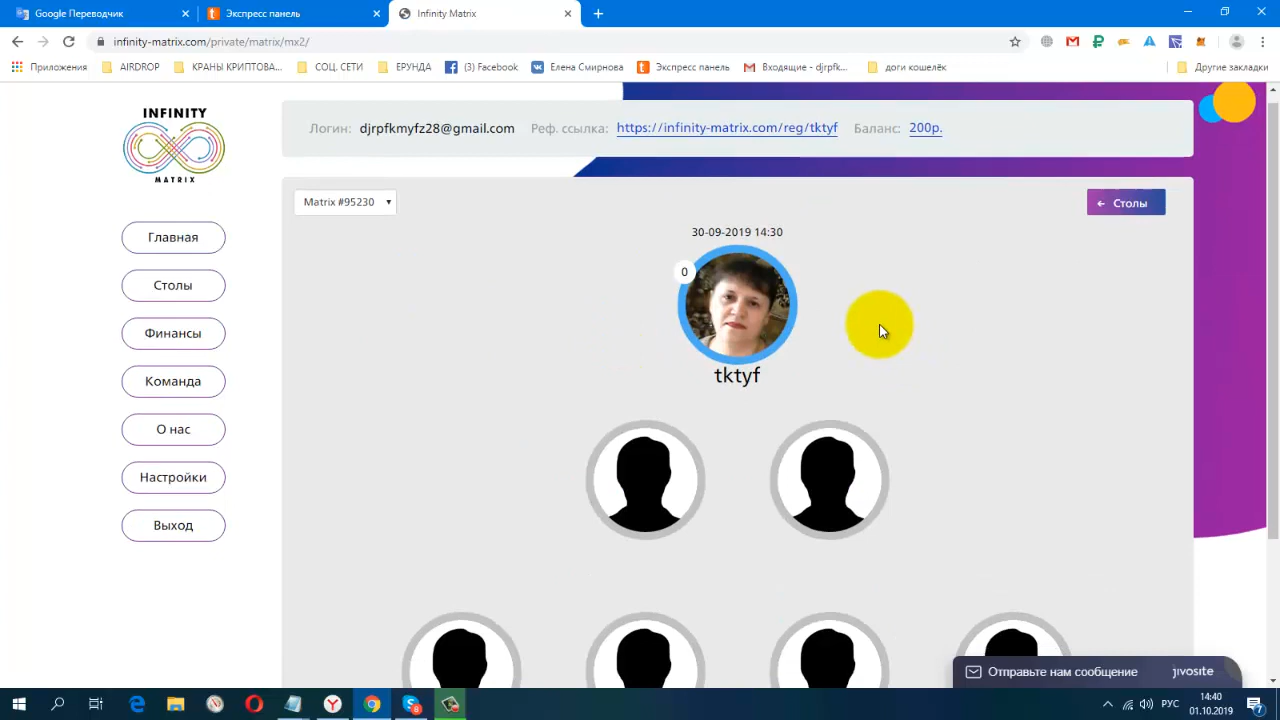 Google Переводчик
Экспресс панель
Infinity Matrix
infinity-matrix.com/private/matrix/mx2/
Приложения
AIRDROP
КРАНЫ КРИПТОВА...
СОЦ. СЕТИ
ЕРУНДА
(3) Facebook
Елена Смирнова
Экспресс панель
Входящие - djrpfk...
доги кошелёк
Другие закладки
INFINITY
MATRIX
Логин: djrpfkmyfz28@gmail.com Реф. ссылка: https://infinity-matrix.com/reg/tktyf Баланс: 200р.
Matrix #95230
← Столы
30-09-2019 14:30
0
tktyf
Главная
Столы
Финансы
Команда
О нас
Настройки
Выход
Отправьте нам сообщение
jivosite
РУС
14:40
01.10.2019